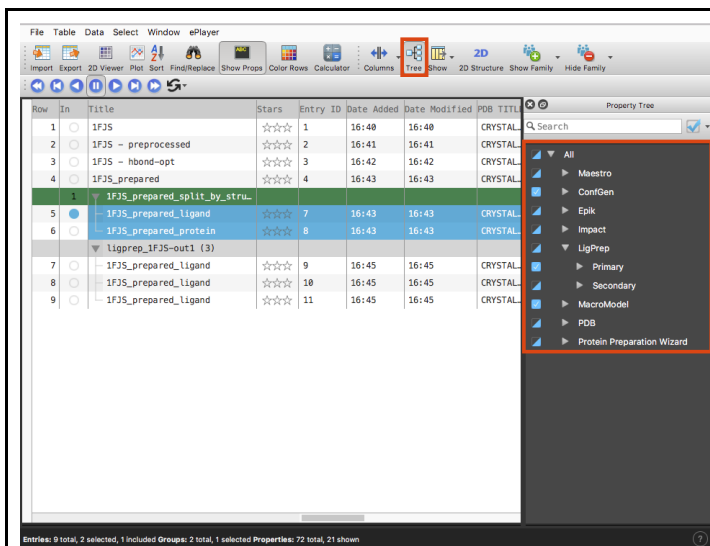 File Table Data Select Window ePlayer
Import Export 2D Viewer Plot Sort Find/Replace Show Props Color Rows Calculator Columns Tree Show 2D Structure Show Family Hide Family
ABC
A
Z
2D
Row In Title Stars Entry ID Date Added Date Modified PDB TITL
1 1FJS ☆☆☆ 1 16:40 16:40 CRYSTAL…
2 1FJS - preprocessed ☆☆☆ 2 16:41 16:41 CRYSTAL…
3 1FJS - hbond-opt ☆☆☆ 3 16:42 16:42 CRYSTAL…
4 1FJS_prepared ☆☆☆ 4 16:43 16:43 CRYSTAL…
1 1FJS_prepared_split_by_stru…
5 1FJS_prepared_ligand ☆☆☆ 7 16:43 16:43 CRYSTAL…
6 1FJS_prepared_protein ☆☆☆ 8 16:43 16:43 CRYSTAL…
ligprep_1FJS-out1 (3)
7 1FJS_prepared_ligand ☆☆☆ 9 16:45 16:45 CRYSTAL…
8 1FJS_prepared_ligand ☆☆☆ 10 16:45 16:45 CRYSTAL…
9 1FJS_prepared_ligand ☆☆☆ 11 16:45 16:45 CRYSTAL…
Property Tree
Search
All
Maestro
ConfGen
Epik
Impact
LigPrep
Primary
Secondary
MacroModel
PDB
Protein Preparation Wizard
Entries: 9 total, 2 selected, 1 included Groups: 2 total, 1 selected Properties: 72 total, 21 shown
?